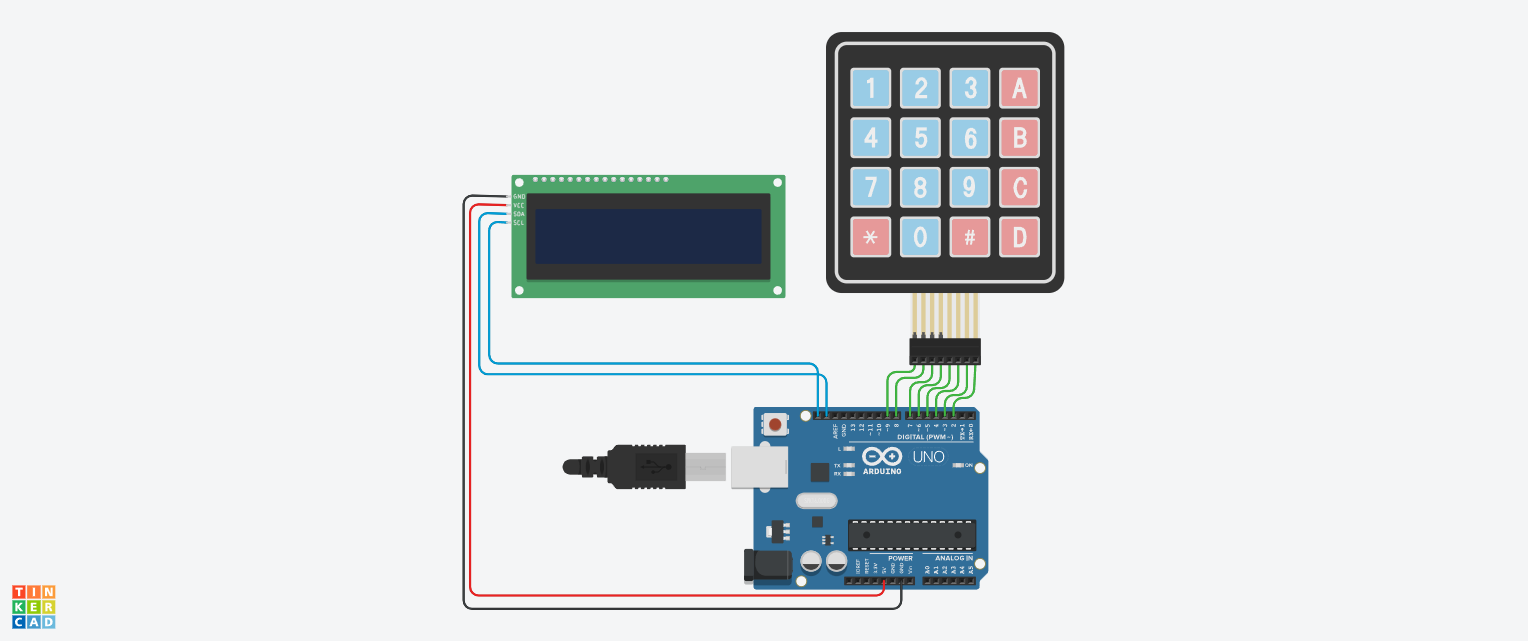 1 2 3 A
4 5 6 B
7 8 9 C
* 0 # D
GND
VCC
SDA
SCL
AREF
GND
13
12
~11
~10
~9
8
7
~6
~5
4
~3
2
TX→1
RX←0
DIGITAL (PWM~)
L
TX
RX
UNO
ARDUINO
ON
POWER
ANALOG IN
IOREF
RESET
3.3V
5V
GND
GND
Vin
A0
A1
A2
A3
A4
A5
TIN
KER
CAD